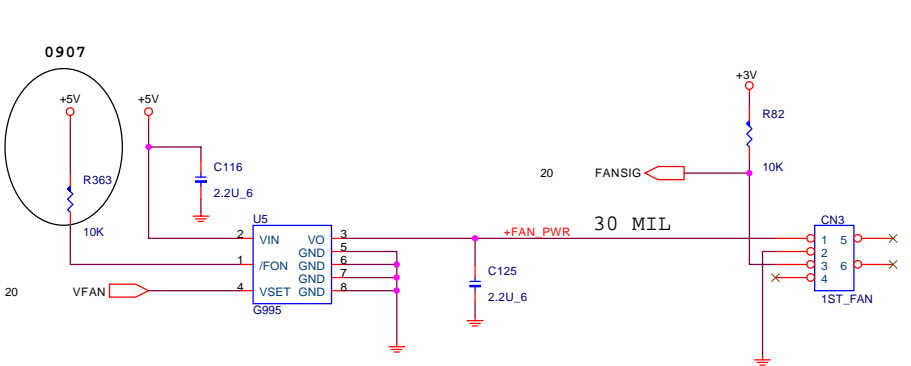 0907
+5V
+5V
+3V
R82
10K
C116
2.2U_6
R363
10K
20
FANSIG
U5
CN3
2
VIN
VO
3
+FAN_PWR
30 MIL
GND
5
1
/FON
GND
6
GND
7
20
VFAN
4
VSET
GND
8
G995
C125
2.2U_6
1
5
2
3
6
4
1ST_FAN